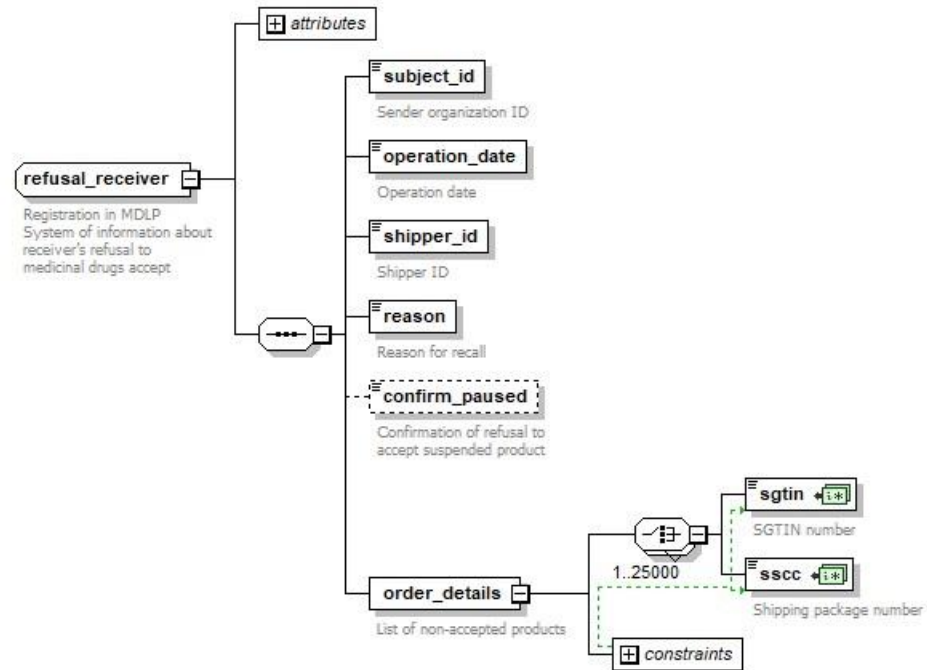 attributes
subject_id
Sender organization ID
operation_date
Operation date
refusal_receiver
Registration in MDLP
System of information about
receiver's refusal to
medicinal drugs accept
shipper_id
Shipper ID
reason
Reason for recall
confirm_paused
Confirmation of refusal to
accept suspended product
sgtin
SGTIN number
1..25000
sscc
Shipping package number
order_details
List of non-accepted products
constraints